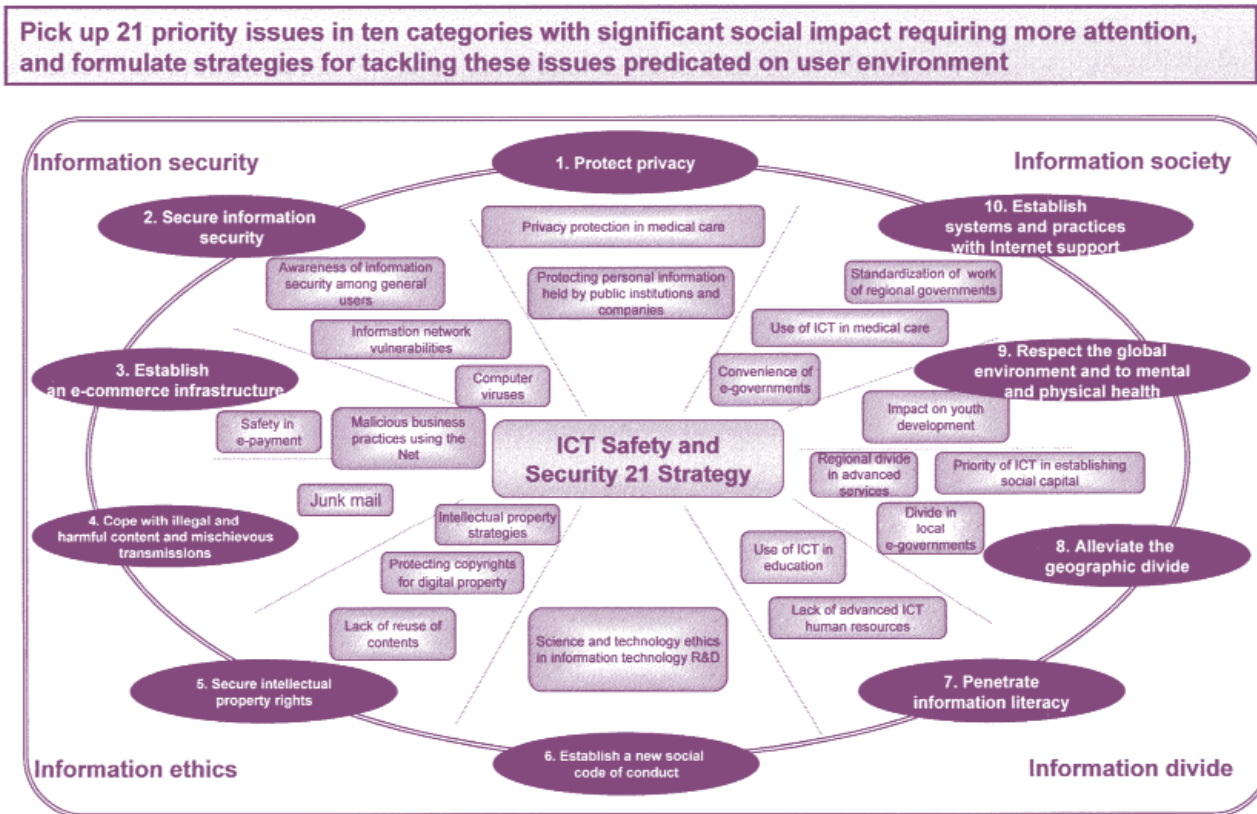 Pick up 21 priority issues in ten categories with significant social impact requiring more attention,
and formulate strategies for tackling these issues predicated on user environment
Information security
Information society
1. Protect privacy
2. Secure information
security
10. Establish
systems and practices
with Internet support
Privacy protection in medical care
Protecting personal information
held by public institutions and
companies
Awareness of information
security among general
users
Information network
vulnerabilities
Computer
viruses
Standardization of work
of regional governments
Use of ICT in medical care
Convenience of
e-governments
3. Establish
an e-commerce infrastructure
9. Respect the global
environment and to mental
and physical health
Safety in
e-payment
Malicious business
practices using the
Net
ICT Safety and
Security 21 Strategy
Impact on youth
development
Regional divide
in advanced
services
Priority of ICT in establishing
social capital
Divide in
local
e-governments
Junk mail
4. Cope with illegal and
harmful content and mischievous
transmissions
8. Alleviate the
geographic divide
Intellectual property
strategies
Protecting copyrights
for digital property
Lack of reuse of
contents
Use of ICT in
education
Lack of advanced ICT
human resources
Science and technology ethics
in information technology R&D
5. Secure intellectual
property rights
7. Penetrate
information literacy
6. Establish a new social
code of conduct
Information ethics
Information divide